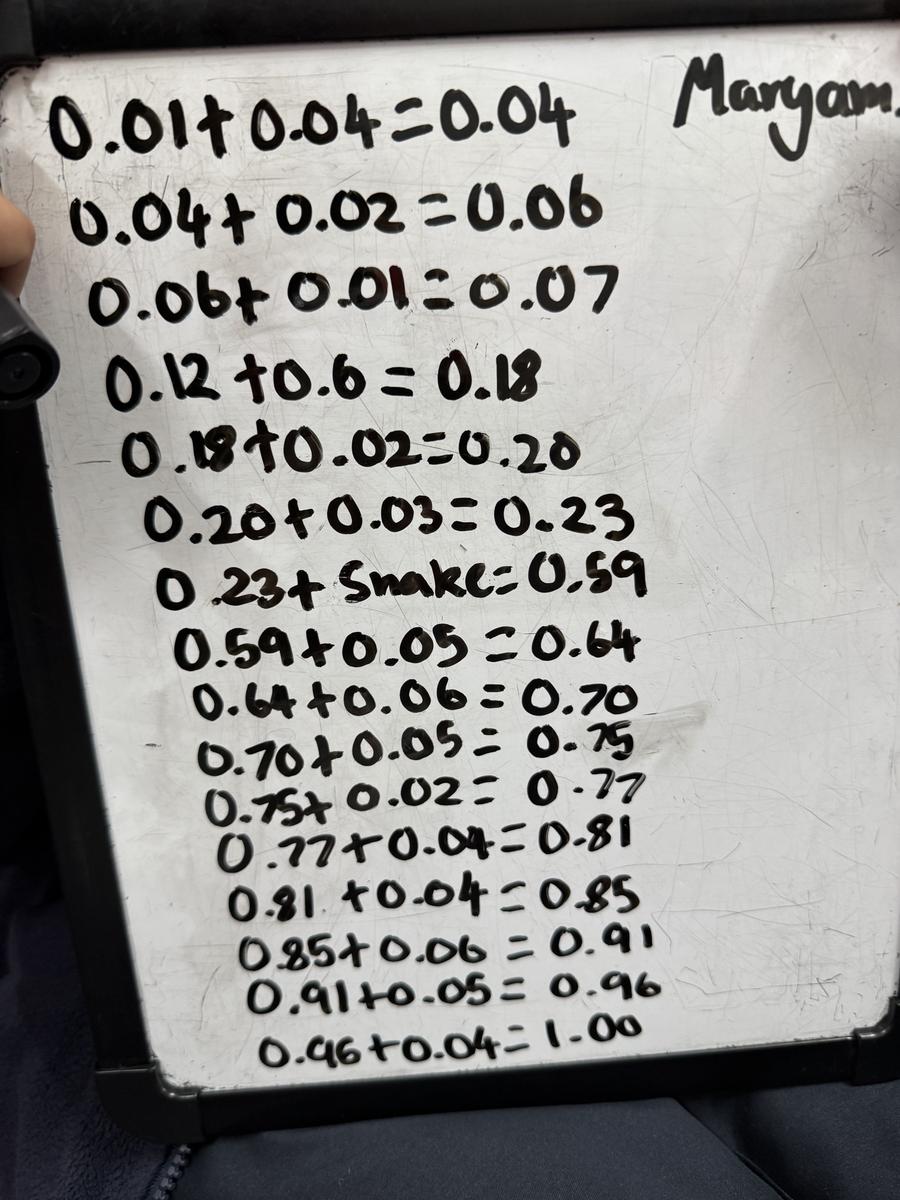 Maryam.
0.01+ 0.04=0.04
0.04+ 0.02 =0.06
0.06+ 0.01=0.07
0.12 +0.6 = 0.18
0.18+0.02=0.20
0.20+0.03=0.23
0.23+ Snake=0.59
0.59+0.05 =0.64
0.64+0.06 =0.70
0.70+0.05= 0.75
0.75+ 0.02= 0.77
0.77+0.04=0.81
0.81 +0.04=0.85
0.85+0.06 = 0.91
0.91+0.05= 0.96
0.96+0.04=1.00